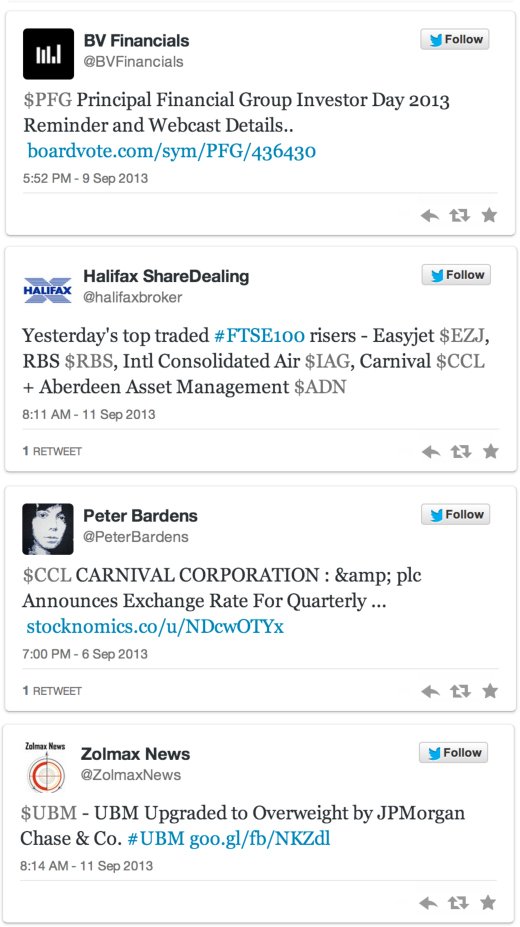 BV Financials
Follow
@BVFinancials
$PFG Principal Financial Group Investor Day 2013
Reminder and Webcast Details..
boardvote.com/sym/PFG/436430
5:52 PM - 9 Sep 2013
HALIFAX
Halifax ShareDealing
Follow
@halifaxbroker
Yesterday's top traded #FTSE100 risers - Easyjet $EZJ,
RBS $RBS, Intl Consolidated Air $IAG, Carnival $CCL
+ Aberdeen Asset Management $ADN
8:11 AM - 11 Sep 2013
1 RETWEET
Peter Bardens
Follow
@PeterBardens
$CCL CARNIVAL CORPORATION : &amp; plc
Announces Exchange Rate For Quarterly ...
stocknomics.co/u/NDcwOTYx
7:00 PM - 6 Sep 2013
1 RETWEET
Zolmax News
Zolmax News
Follow
@ZolmaxNews
$UBM - UBM Upgraded to Overweight by JPMorgan
Chase & Co. #UBM goo.gl/fb/NKZdl
8:14 AM - 11 Sep 2013